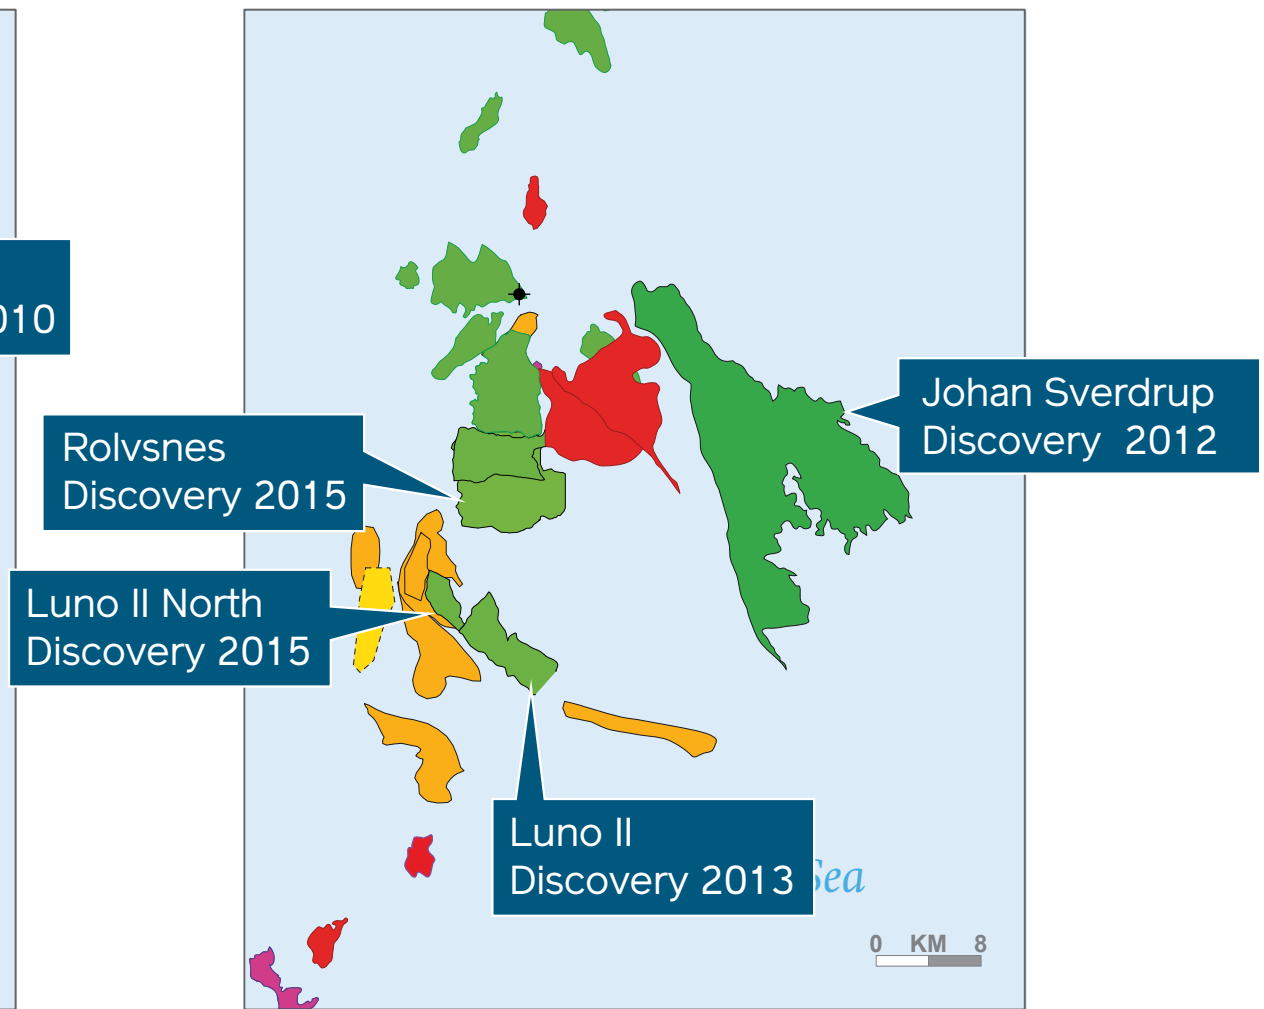 010
Johan Sverdrup
Discovery 2012
Rolvsnes
Discovery 2015
Luno II North
Discovery 2015
Luno II
Discovery 2013
Sea
0 KM 8